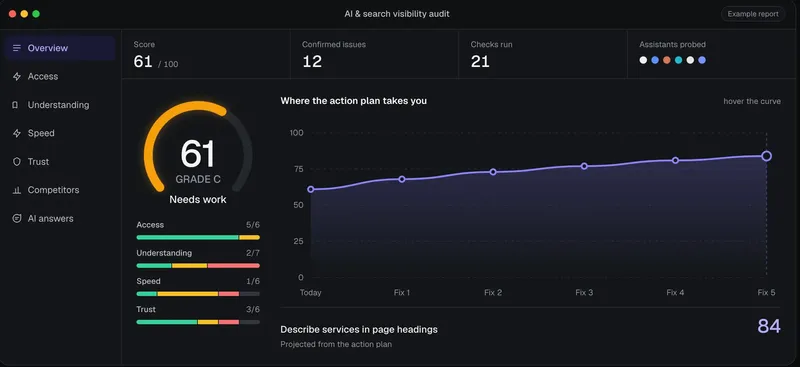 AI & search visibility audit
Example report
Overview
Access
Understanding
Speed
Trust
Competitors
AI answers
Score
61 / 100
Confirmed issues
12
Checks run
21
Assistants probed
61
GRADE C
Needs work
Access 5/6
Understanding 2/7
Speed 1/6
Trust 3/6
Where the action plan takes you
hover the curve
100
75
50
25
0
Today Fix 1 Fix 2 Fix 3 Fix 4 Fix 5
Describe services in page headings
84
Projected from the action plan